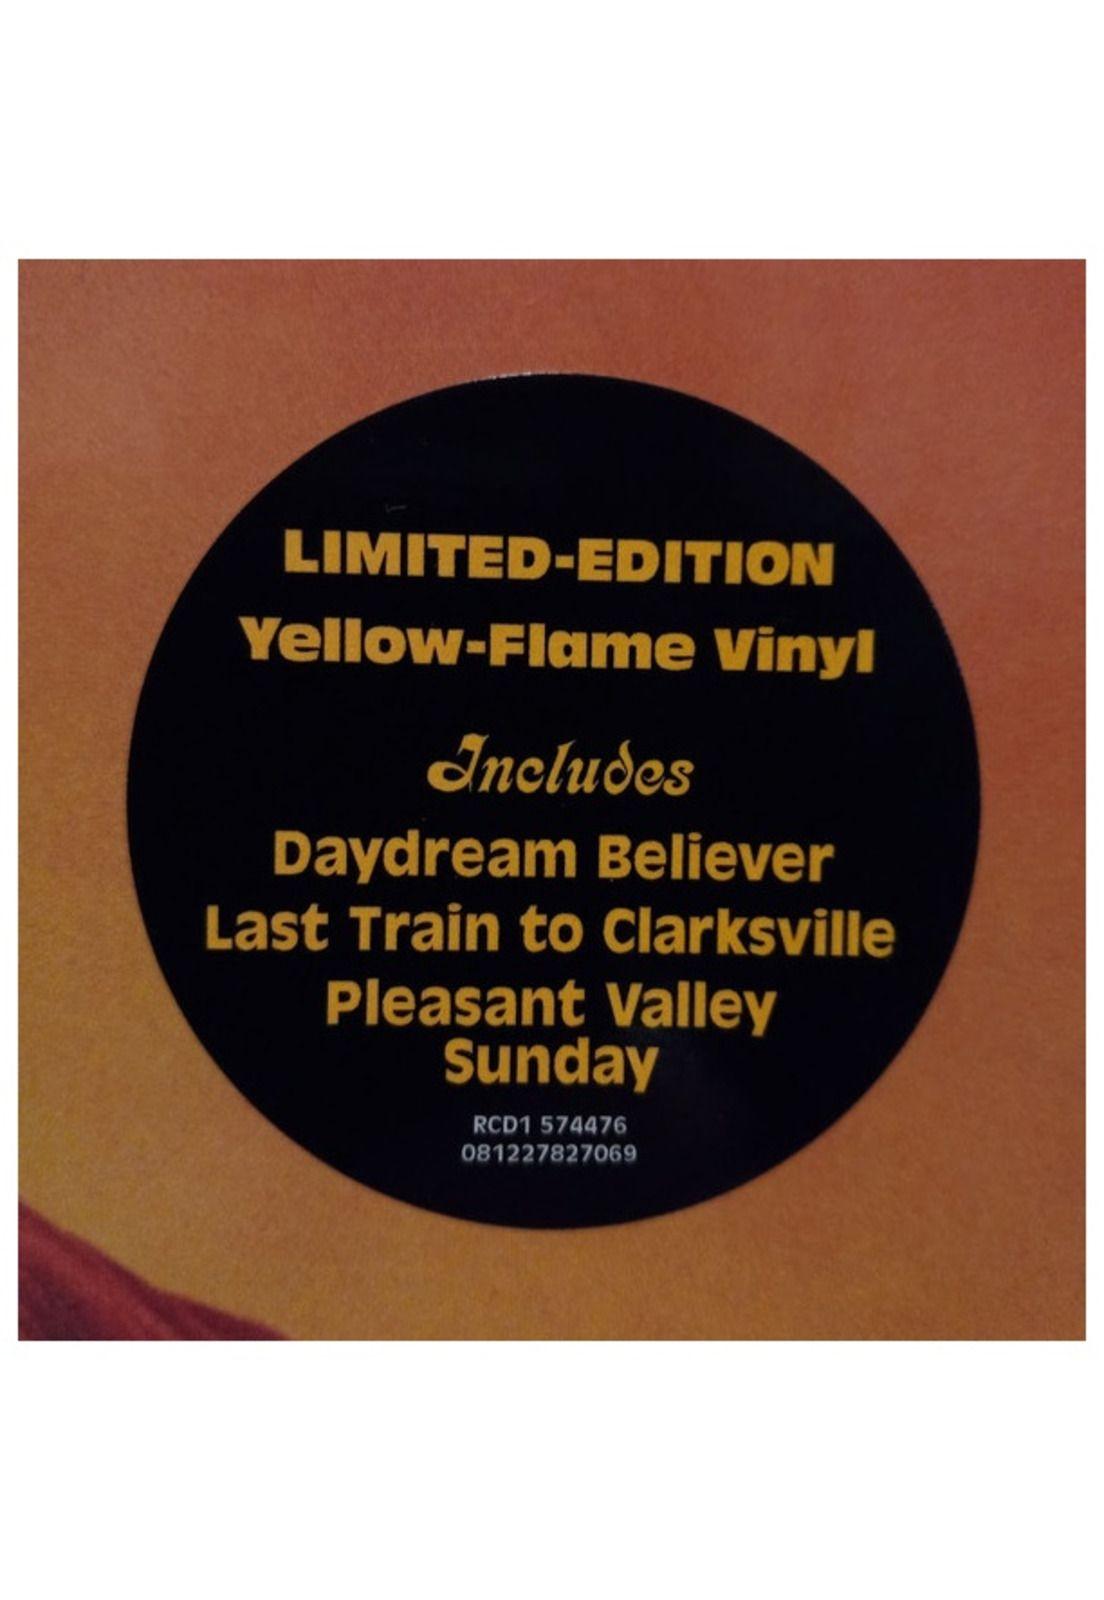 LIMITED-EDITION
Yellow-Flame Vinyl
Includes
Daydream Believer
Last Train to Clarksville
Pleasant Valley
Sunday
RCD1 574476
081227827069